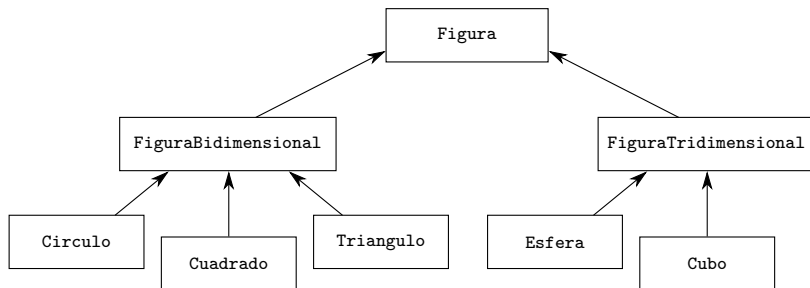 Figura
FiguraBidimensional
FiguraTridimensional
Circulo
Cuadrado
Triangulo
Esfera
Cubo